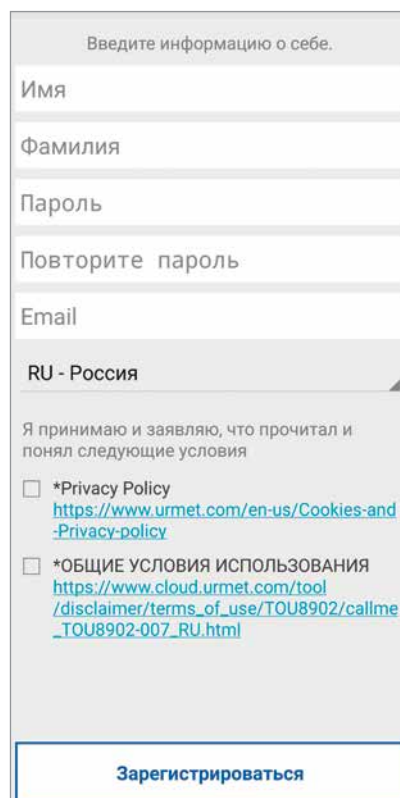 Введите информацию о себе.
Имя
Фамилия
Пароль
Повторите пароль
Email
RU - Россия
Я принимаю и заявляю, что прочитал и
понял следующие условия
*Privacy Policy
https://www.urmet.com/en-us/Cookies-and
-Privacy-policy
*ОБЩИЕ УСЛОВИЯ ИСПОЛЬЗОВАНИЯ
https://www.cloud.urmet.com/tool
/disclaimer/terms_of_use/TOU8902/callme
_TOU8902-007_RU.html
Зарегистрироваться